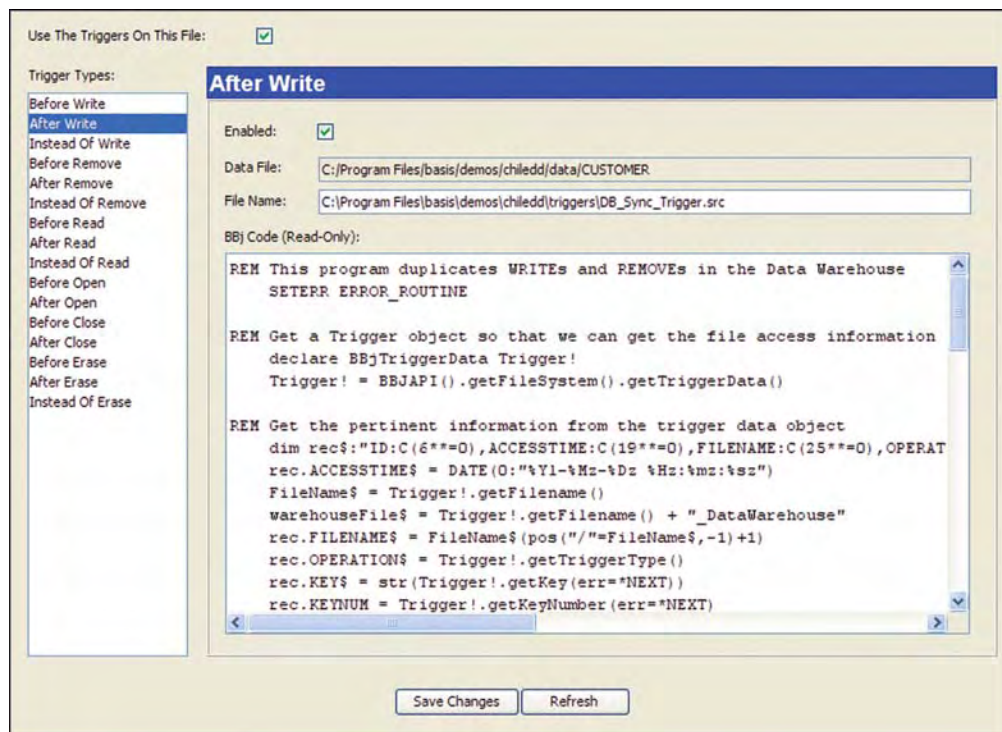 Use The Triggers On This File:
Trigger Types:
Before Write
After Write
Instead Of Write
Before Remove
After Remove
Instead Of Remove
Before Read
After Read
Instead Of Read
Before Open
After Open
Before Close
After Close
Before Erase
After Erase
Instead Of Erase
After Write
Enabled:
Data File: C:/Program Files/basis/demos/chiledd/data/CUSTOMER
File Name: C:\Program Files\basis\demos\chiledd\triggers\DB_Sync_Trigger.src
BBj Code (Read-Only):
REM This program duplicates WRITEs and REMOVEs in the Data Warehouse
SETERR ERROR_ROUTINE
REM Get a Trigger object so that we can get the file access information
declare BBjTriggerData Trigger!
Trigger! = BBJAPI().getFileSystem().getTriggerData()
REM Get the pertinent information from the trigger data object
dim rec$:"ID:C(6**=0),ACCESSTIME:C(19**=0),FILENAME:C(25**=0),OPERAT
rec.ACCESSTIME$ = DATE(0:"%Yl-%Mz-%Dz %Hz:%mz:%sz")
FileName$ = Trigger!.getFilename()
warehouseFile$ = Trigger!.getFilename() + "_DataWarehouse"
rec.FILENAME$ = FileName$(pos("/"=FileName$,-1)+1)
rec.OPERATION$ = Trigger!.getTriggerType()
rec.KEY$ = str(Trigger!.getKey(err=*NEXT))
rec.KEYNUM = Trigger!.getKeyNumber(err=*NEXT)
Save Changes
Refresh